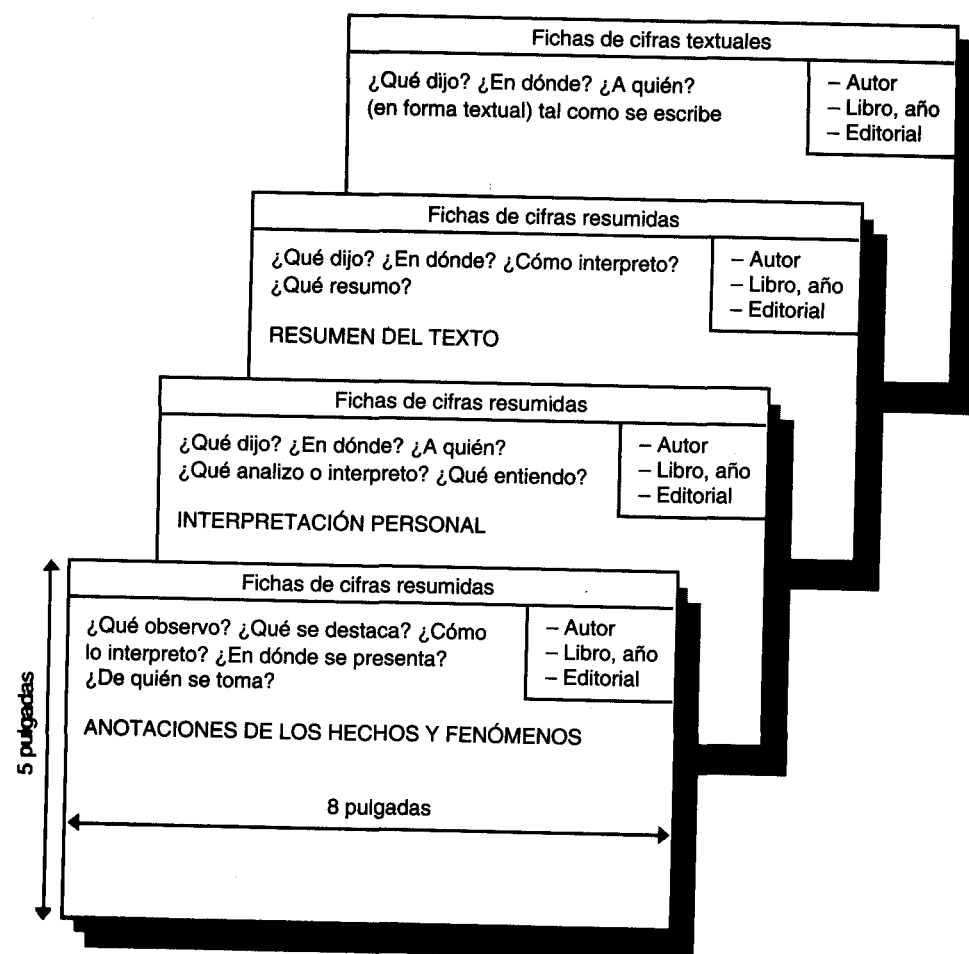 Fichas de cifras textuales
¿Qué dijo? ¿En dónde? ¿A quién?
(en forma textual) tal como se escribe
– Autor
– Libro, año
– Editorial
Fichas de cifras resumidas
¿Qué dijo? ¿En dónde? ¿Cómo interpreto?
¿Qué resumo?
RESUMEN DEL TEXTO
– Autor
– Libro, año
– Editorial
Fichas de cifras resumidas
¿Qué dijo? ¿En dónde? ¿A quién?
¿Qué analizo o interpreto? ¿Qué entiendo?
INTERPRETACIÓN PERSONAL
– Autor
– Libro, año
– Editorial
Fichas de cifras resumidas
¿Qué observo? ¿Qué se destaca? ¿Cómo
lo interpreto? ¿En dónde se presenta?
¿De quién se toma?
ANOTACIONES DE LOS HECHOS Y FENÓMENOS
– Autor
– Libro, año
– Editorial
5 pulgadas
8 pulgadas